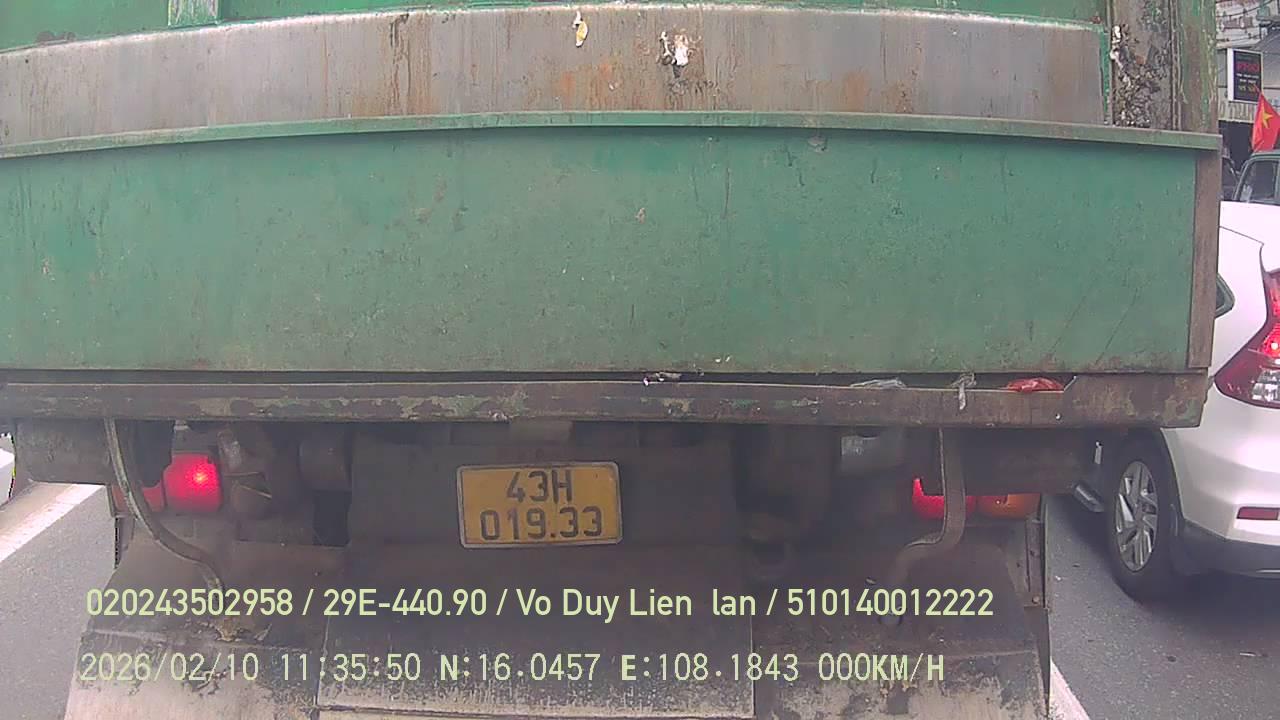 PHO
43H
019.33
020243502958 / 29E-440.90 / Vo Duy Lien lan / 510140012222
2026/02/10 11:35:50 N:16.0457 E:108.1843 000KM/H